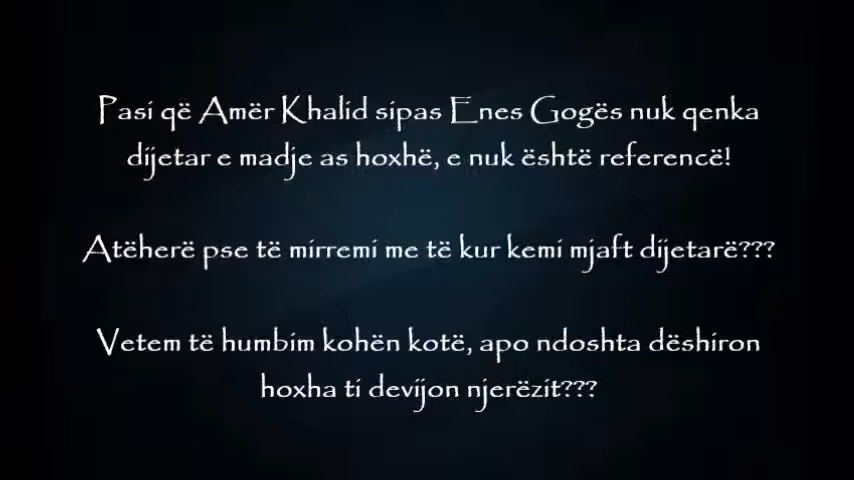 Pasi që Amër Khalid sipas Enes Gogës nuk qenka
dijetar e madje as hoxhë, e nuk është referencë!
Atëherë pse të mirremi me të kur kemi mjaft dijetarë???
Vetem të humbim kohën kotë, apo ndoshta dëshiron
hoxha ti devijon njerëzit???